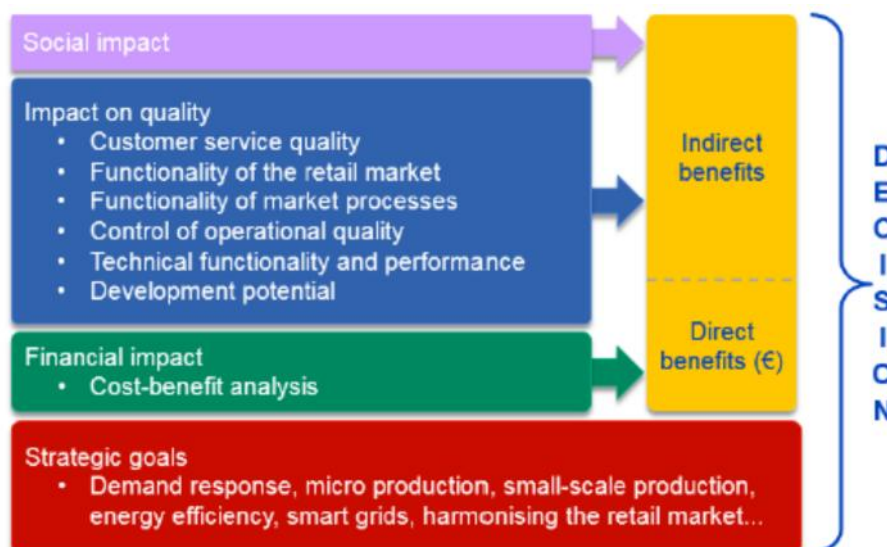 Social impact
Impact on quality
• Customer service quality
• Functionality of the retail market
• Functionality of market processes
• Control of operational quality
• Technical functionality and performance
• Development potential
Indirect
benefits
Financial impact
• Cost-benefit analysis
Direct
benefits (€)
Strategic goals
• Demand response, micro production, small-scale production,
energy efficiency, smart grids, harmonising the retail market...
D
E
C
I
S
I
O
N